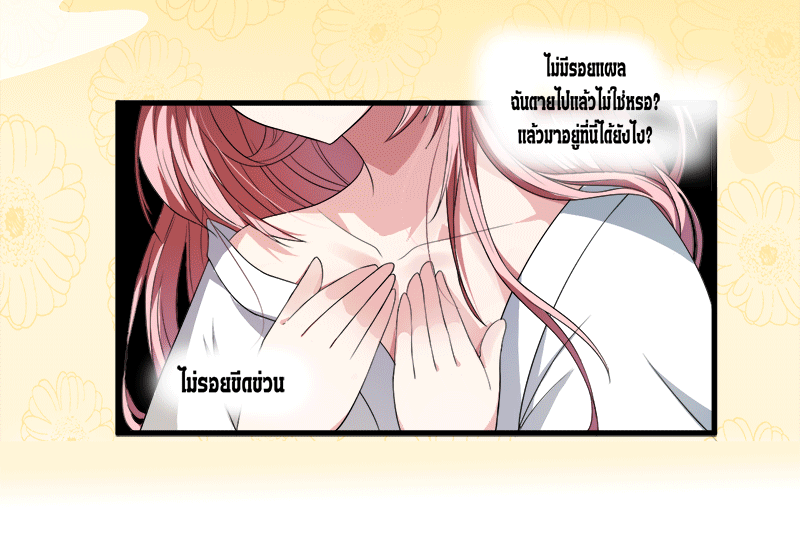 ไม่มีรอยแผล
ฉันตายไปแล้วไม่ใช่หรอ?
แล้วมาอยู่ที่นี่ได้ยังไง?
ไม่รอยขีดข่วน